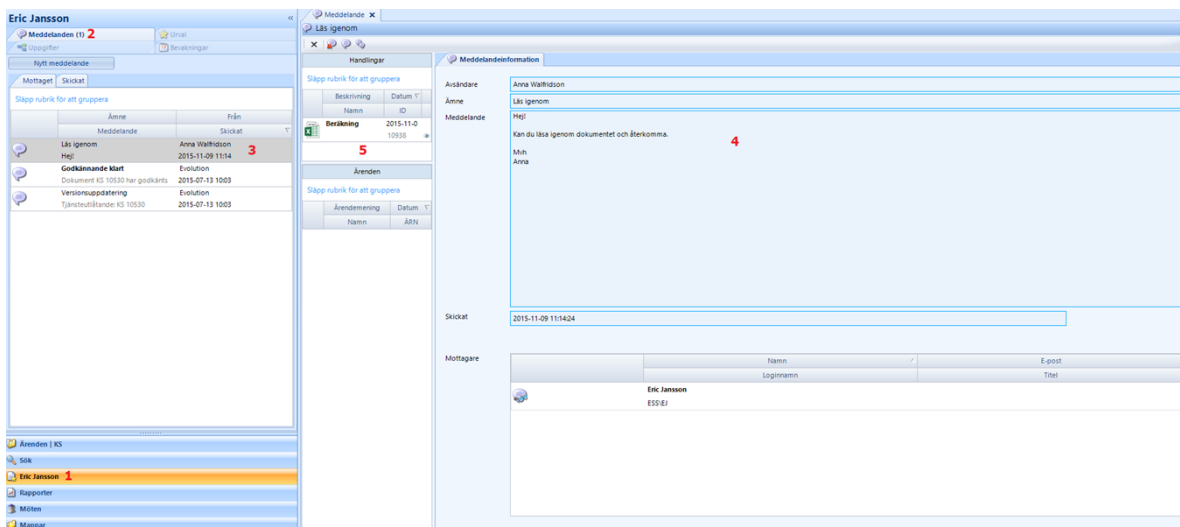 Eric Jansson «
Meddelanden (1) 2 Urval
Uppgifter Bevakningar
Nytt meddelande
Mottaget Skickat
Släpp rubrik för att gruppera
Ämne Från
Meddelande Skickat
Läs igenom Anna Walfridson
Hej! 2015-11-09 11:14 3
Godkännande klart Evolution
Dokument KS 10530 har godkänts 2015-07-13 10:03
Versionsuppdatering Evolution
Tjänsteutlåtande: KS 10530 2015-07-13 10:03
Ärenden | KS
Sök
Eric Jansson 1
Rapporter
Möten
Mappar
Meddelande x
Läs igenom
Handlingar
Släpp rubrik för att gruppera
Beskrivning Datum
Namn ID
Beräkning 2015-11-0
10938
5
Ärenden
Släpp rubrik för att gruppera
Ärendemening Datum
Namn ÄRN
Meddelandeinformation
Avsändare Anna Walfridson
Ämne Läs igenom
Meddelande Hej!
Kan du läsa igenom dokumentet och återkomma.
4
Mvh
Anna
Skickat 2015-11-09 11:14:24
Mottagare Namn E-post
Loginnamn Titel
Eric Jansson
ESS\EJ